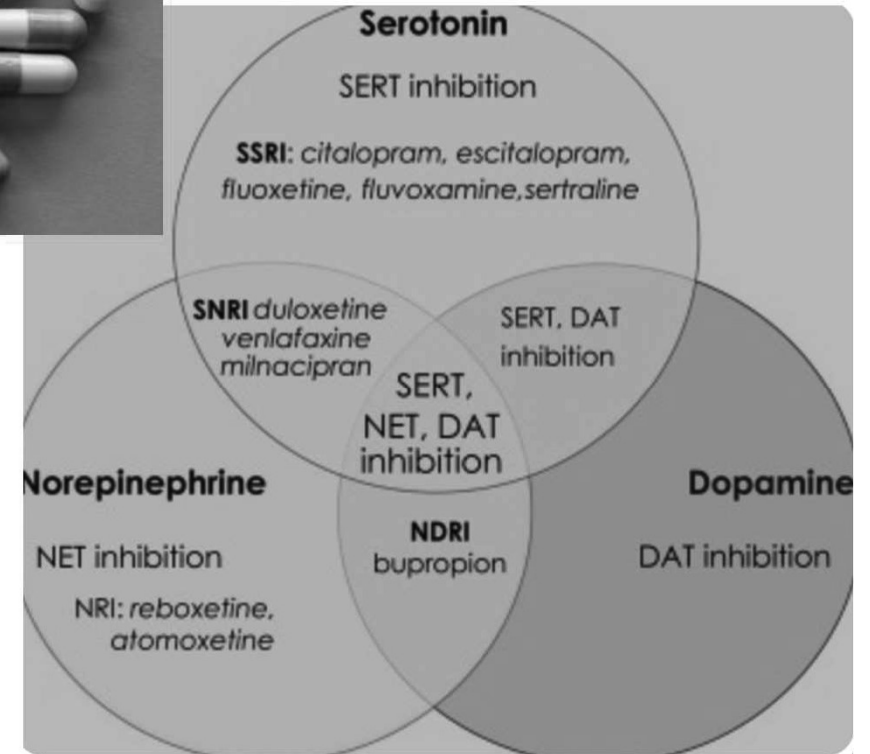 Serotonin
SERT inhibition
SSRI: citalopram, escitalopram,
fluoxetine, fluvoxamine,sertraline
SNRI duloxetine
venlafaxine
milnacipran
SERT, DAT
inhibition
SERT,
NET, DAT
inhibition
Norepinephrine
NET inhibition
NRI: reboxetine,
atomoxetine
NDRI
bupropion
Dopamine
DAT inhibition